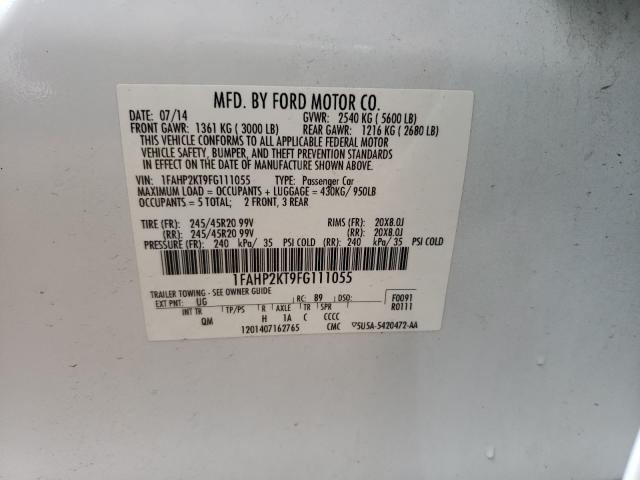 MFD. BY FORD MOTOR CO.
DATE: 07/14 GVWR: 2540 KG ( 5600 LB)
FRONT GAWR: 1361 KG ( 3000 LB) REAR GAWR: 1216 KG ( 2680 LB)
THIS VEHICLE CONFORMS TO ALL APPLICABLE FEDERAL MOTOR
VEHICLE SAFETY, BUMPER, AND THEFT PREVENTION STANDARDS
IN EFFECT ON THE DATE OF MANUFACTURE SHOWN ABOVE.
VIN: 1FAHP2KT9FG111055 TYPE: Passenger Car
MAXIMUM LOAD = OCCUPANTS + LUGGAGE = 430KG/ 950LB
OCCUPANTS = 5 TOTAL: 2 FRONT, 3 REAR
TIRE (FR): 245/45R20 99V RIMS (FR): 20X8.0J
(RR): 245/45R20 99V (RR): 20X8.0J
PRESSURE (FR): 240 kPa/ 35 PSI COLD (RR): 240 kPa/ 35 PSI COLD
1FAHP2KT9FG111055
TRAILER TOWING - SEE OWNER GUIDE
EXT PNT: UG RC: 89 DSO: F0091
INT TR TP/PS R AXLE TR SPR R0111
QM H 1A C CCCC
1201407162765 CMC ▽5U5A-5420472-AA